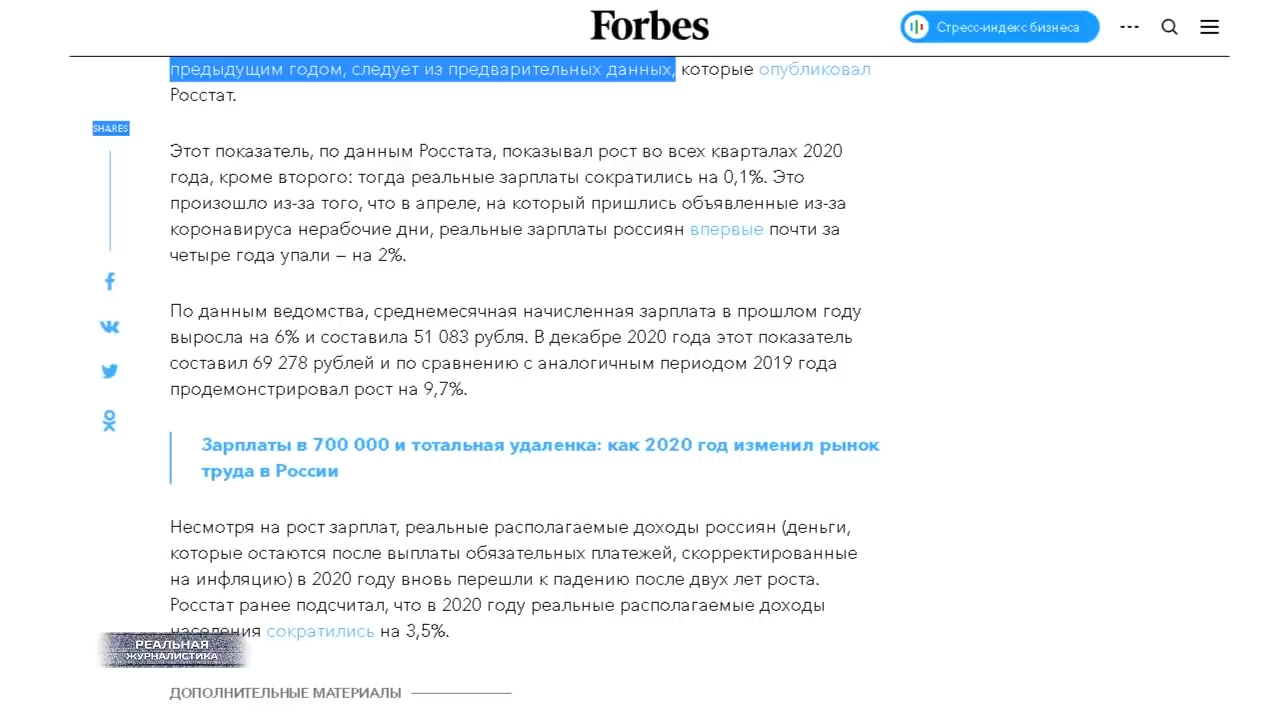 Forbes
Стресс-индекс бизнеса
предыдущим годом, следует из предварительных данных, которые опубликовал
Росстат.
SHARES
Этот показатель, по данным Росстата, показывал рост во всех кварталах 2020
года, кроме второго: тогда реальные зарплаты сократились на 0,1%. Это
произошло из-за того, что в апреле, на который пришлись объявленные из-за
коронавируса нерабочие дни, реальные зарплаты россиян впервые почти за
четыре года упали – на 2%.
По данным ведомства, среднемесячная начисленная зарплата в прошлом году
выросла на 6% и составила 51 083 рубля. В декабре 2020 года этот показатель
составил 69 278 рублей и по сравнению с аналогичным периодом 2019 года
продемонстрировал рост на 9,7%.
Зарплаты в 700 000 и тотальная удаленка: как 2020 год изменил рынок
труда в России
Несмотря на рост зарплат, реальные располагаемые доходы россиян (деньги,
которые остаются после выплаты обязательных платежей, скорректированные
на инфляцию) в 2020 году вновь перешли к падению после двух лет роста.
Росстат ранее подсчитал, что в 2020 году реальные располагаемые доходы
населения сократились на 3,5%.
РЕАЛЬНАЯ
ЖУРНАЛИСТИКА
ДОПОЛНИТЕЛЬНЫЕ МАТЕРИАЛЫ